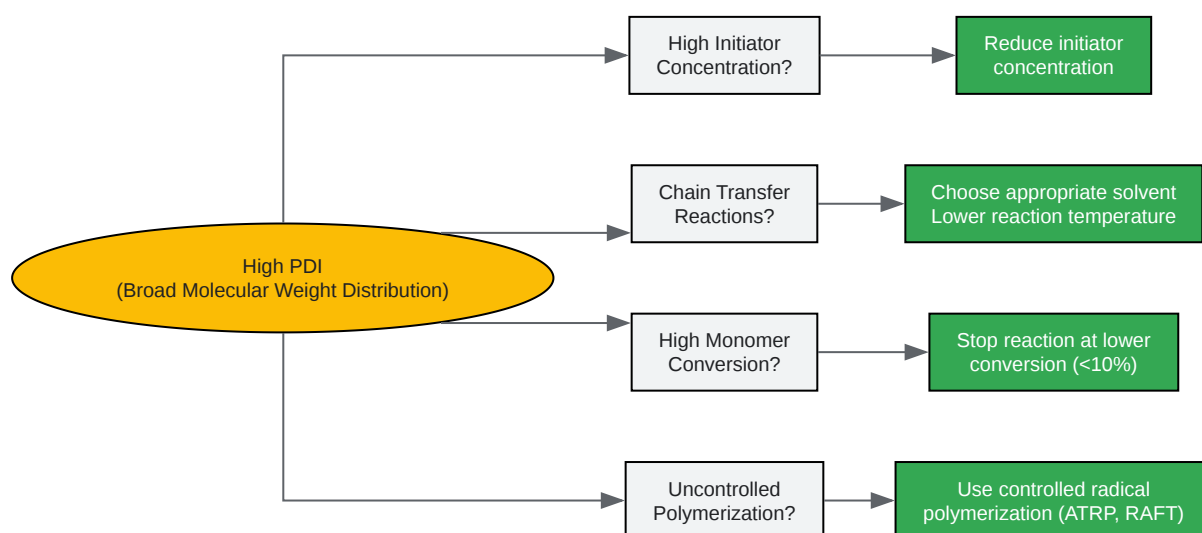 High PDI
(Broad Molecular Weight Distribution)
High Initiator
Concentration?
Reduce initiator
concentration
Chain Transfer
Reactions?
Choose appropriate solvent
Lower reaction temperature
High Monomer
Conversion?
Stop reaction at lower
conversion (<10%)
Uncontrolled
Polymerization?
Use controlled radical
polymerization (ATRP, RAFT)